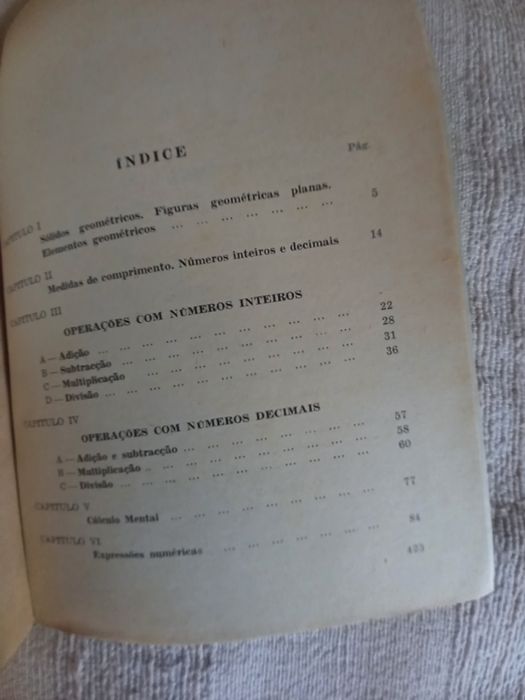 ÍNDICE
Pág.
CAPÍTULO I
Sólidos geométricos. Figuras geométricas planas.
Elementos geométricos ... ... ... ... ... ... ... 5
CAPÍTULO II
Medidas de comprimento. Números inteiros e decimais 14
CAPÍTULO III
OPERAÇÕES COM NÚMEROS INTEIROS
A — Adição ... ... ... ... ... ... ... ... ... ... 22
B — Subtracção ... ... ... ... ... ... ... ... ... 28
C — Multiplicação ... ... ... ... ... ... ... ... 31
D — Divisão ... ... ... ... ... ... ... ... ... ... 36
CAPÍTULO IV
OPERAÇÕES COM NÚMEROS DECIMAIS
A — Adição e subtracção ... ... ... ... ... ... ... 57
B — Multiplicação .. ... ... ... ... ... ... ... ... 58
C — Divisão ... ... ... ... ... ... ... ... ... ... 60
CAPÍTULO V
Cálculo Mental ... ... ... ... ... ... ... ... 77
CAPÍTULO VI
Expressões numéricas ... ... ... ... ... ... ... 84